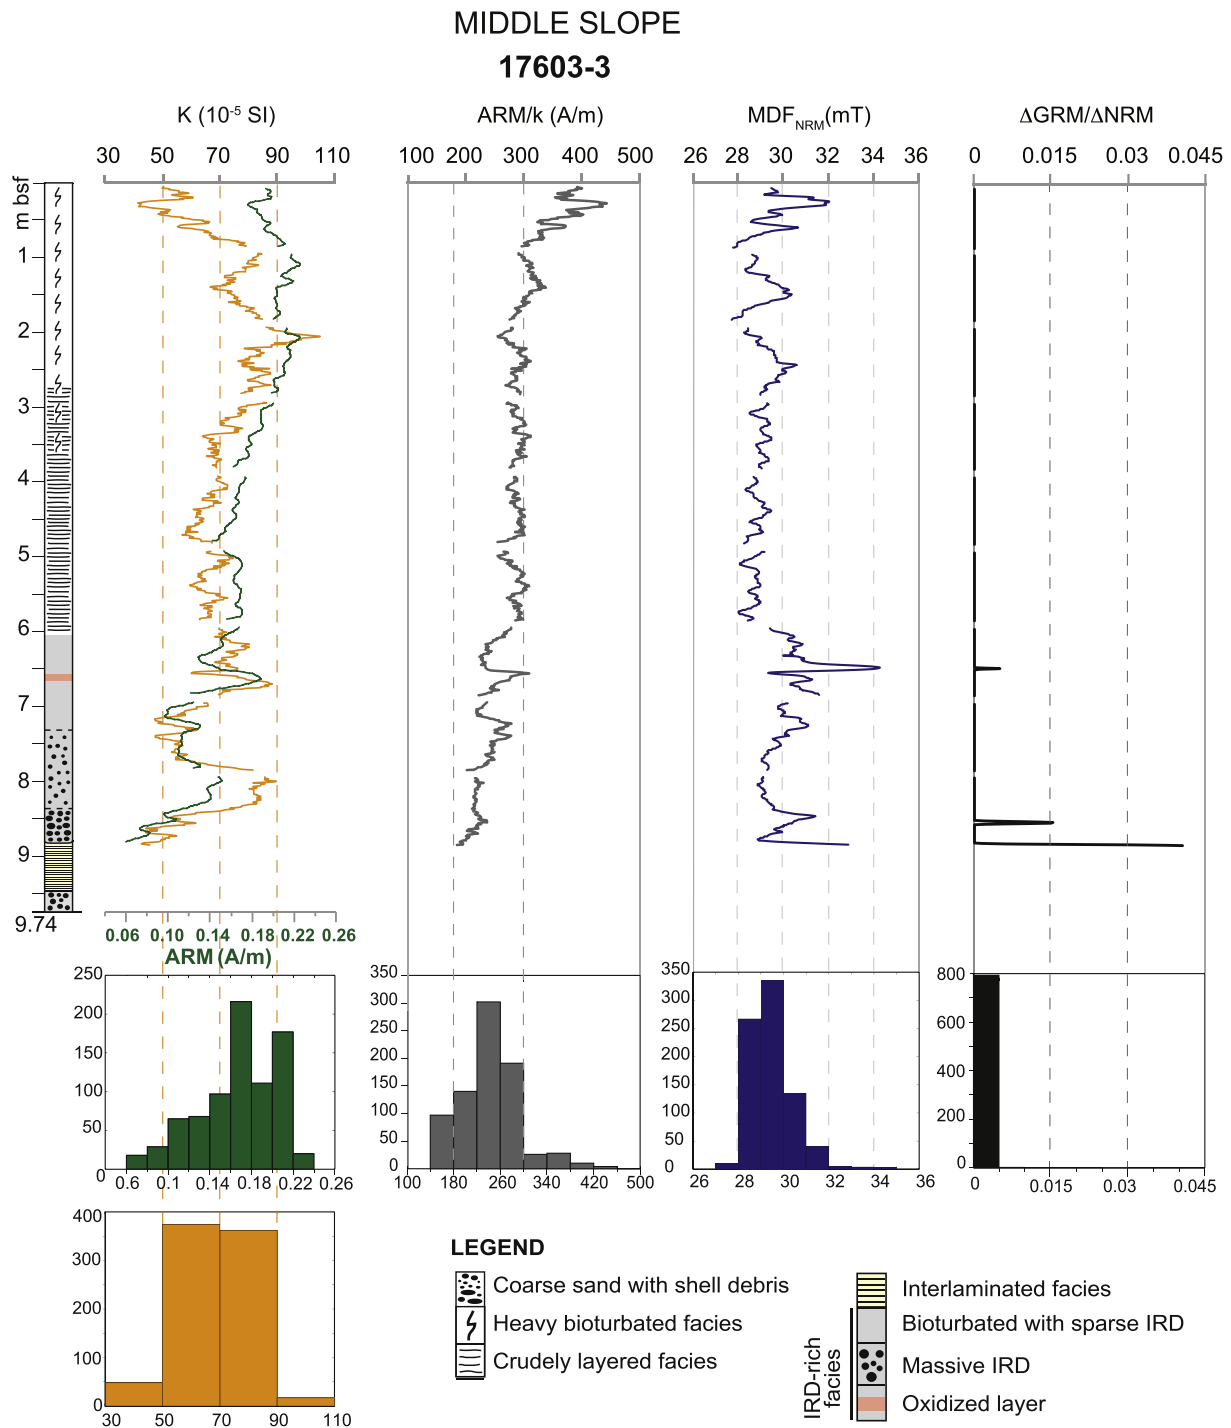 MIDDLE SLOPE
17603-3
K (10-5 SI)
ARM/k (A/m)
MDFNRM(mT)
ΔGRM/ΔNRM
30 50 70 90 110
100 200 300 400 500
26 28 30 32 34 36
0 0.015 0.03 0.045
m bsf
1
2
3
4
5
6
7
8
9
9.74
0.06 0.10 0.14 0.18 0.22 0.26
ARM (A/m)
250
200
150
100
50
0
0.6 0.1 0.14 0.18 0.22 0.26
350
300
250
200
150
100
50
0
100 180 260 340 420 500
350
300
250
200
150
100
50
0
26 28 30 32 34 36
800
600
400
200
0
0 0.015 0.03 0.045
400
300
200
100
0
30 50 70 90 110
LEGEND
Coarse sand with shell debris
Heavy bioturbated facies
Crudely layered facies
IRD-rich
facies
Interlaminated facies
Bioturbated with sparse IRD
Massive IRD
Oxidized layer